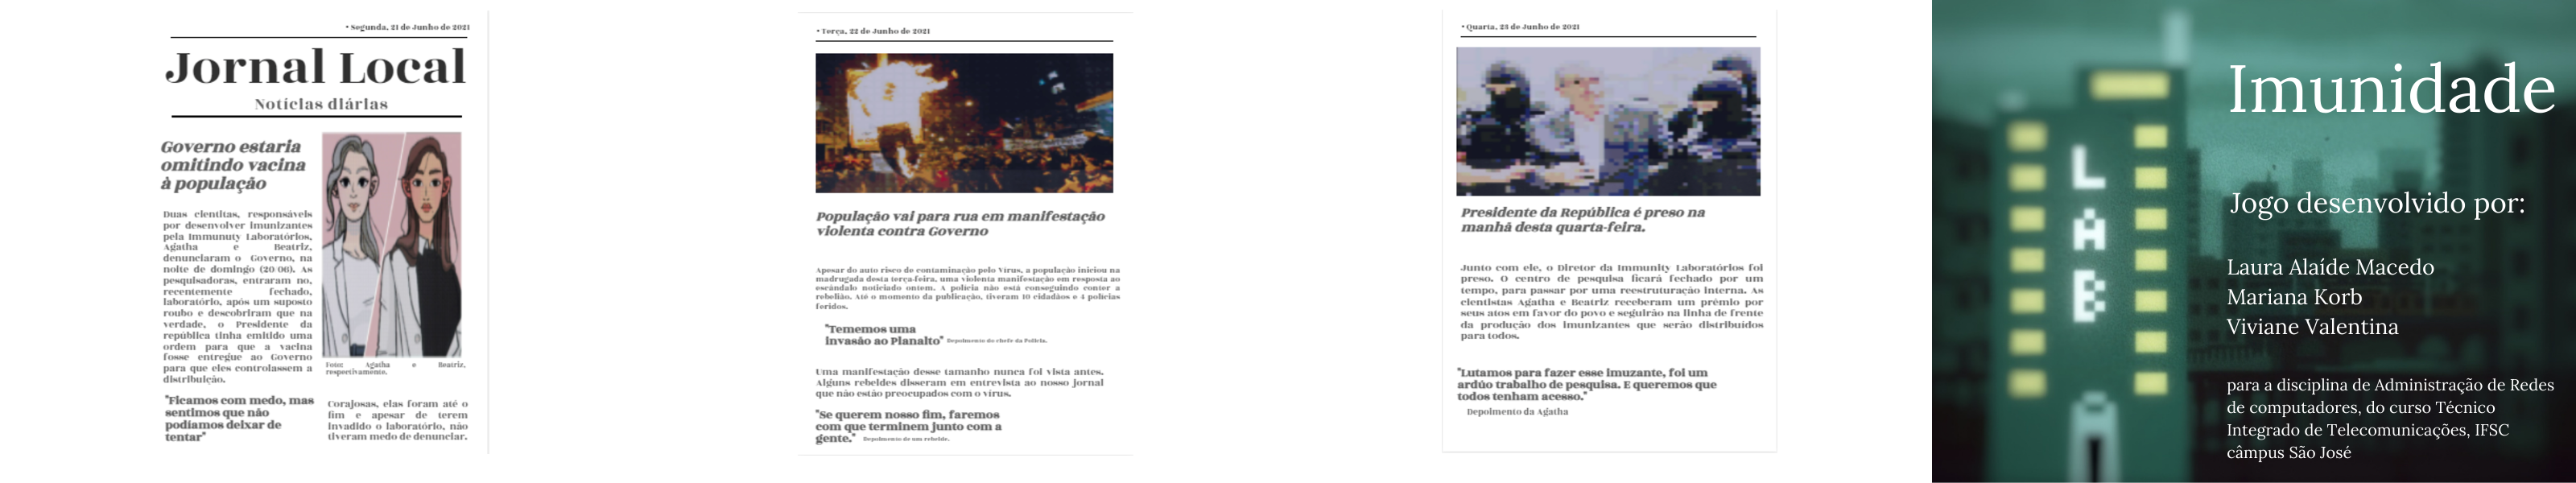 • Segunda, 21 de Junho de 2021
Jornal Local
Notícias diárias
Governo estaria
omitindo vacina
à população
Duas cientitas, responsáveis
por desenvolver imunizantes
pela Immunuty Laboratórios,
Agatha e Beatriz,
denunciaram o Governo, na
noite de domingo (20/06). As
pesquisadoras, entraram no,
recentemente fechado,
laboratório, após um suposto
roubo e descobriram que na
verdade, o Presidente da
república tinha emitido uma
ordem para que a vacina
fosse entregue ao Governo
para que eles controlassem a
distribuição.
"Ficamos com medo, mas
sentimos que não
podíamos deixar de
tentar"
Foto: Agatha e Beatriz,
respectivamente.
Corajosas, elas foram até o
fim e apesar de terem
invadido o laboratório, não
tiveram medo de denunciar.
• Terça, 22 de Junho de 2021
População vai para rua em manifestação
violenta contra Governo
Apesar do auto risco de contaminação pelo Vírus, a população iniciou na
madrugada desta terça-feira, uma violenta manifestação em resposta ao
escândalo noticiado ontem. A polícia não está conseguindo conter a
rebelião. Até o momento da publicação, tiveram 10 cidadãos e 4 polícias
feridos.
"Tememos uma
invasão ao Planalto" Depoimento do chefe da Polícia.
Uma manifestação desse tamanho nunca foi vista antes.
Alguns rebeldes disseram em entrevista ao nosso jornal
que não estão preocupados com o vírus.
"Se querem nosso fim, faremos
com que terminem junto com a
gente." Depoimento de um rebelde.
• Quarta, 23 de Junho de 2021
Presidente da República é preso na
manhã desta quarta-feira.
Junto com ele, o Diretor da Immunity Laboratórios foi
preso. O centro de pesquisa ficará fechado por um
tempo, para passar por uma reestruturação interna. As
cientistas Agatha e Beatriz receberam um prêmio por
seus atos em favor do povo e seguirão na linha de frente
da produção dos imunizantes que serão distribuídos
para todos.
"Lutamos para fazer esse imuzante, foi um
ardúo trabalho de pesquisa. E queremos que
todos tenham acesso."
Depoimento da Agatha
LAB
Imunidade
Jogo desenvolvido por:
Laura Alaíde Macedo
Mariana Korb
Viviane Valentina
para a disciplina de Administração de Redes
de computadores, do curso Técnico
Integrado de Telecomunicações, IFSC
câmpus São José